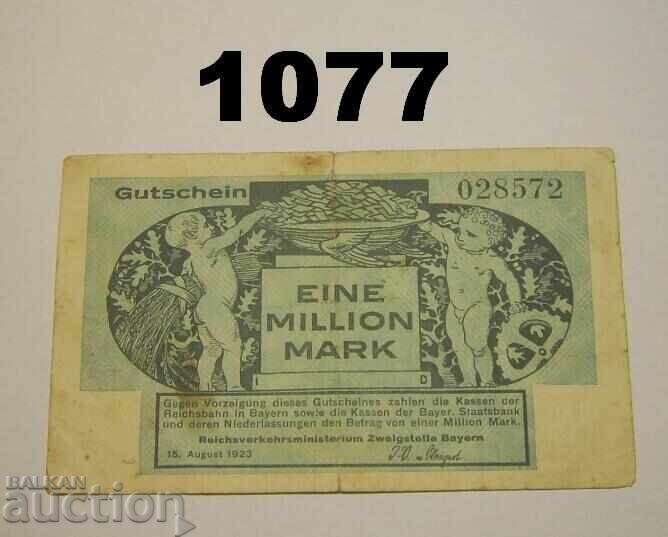 1077
Gutschein 028572
EINE
MILLION
MARK
I D
Gegen Vorzeigung dieses Gutscheines zahlen die Kassen der
Reichsbahn in Bayern sowie die Kassen der Bayer. Staatsbank
und deren Niederlassungen den Betrag von einer Million Mark.
Reichsverkehrsministerium Zweigstelle Bayern
15. August 1923 J.V.
БАЛКАН
auction